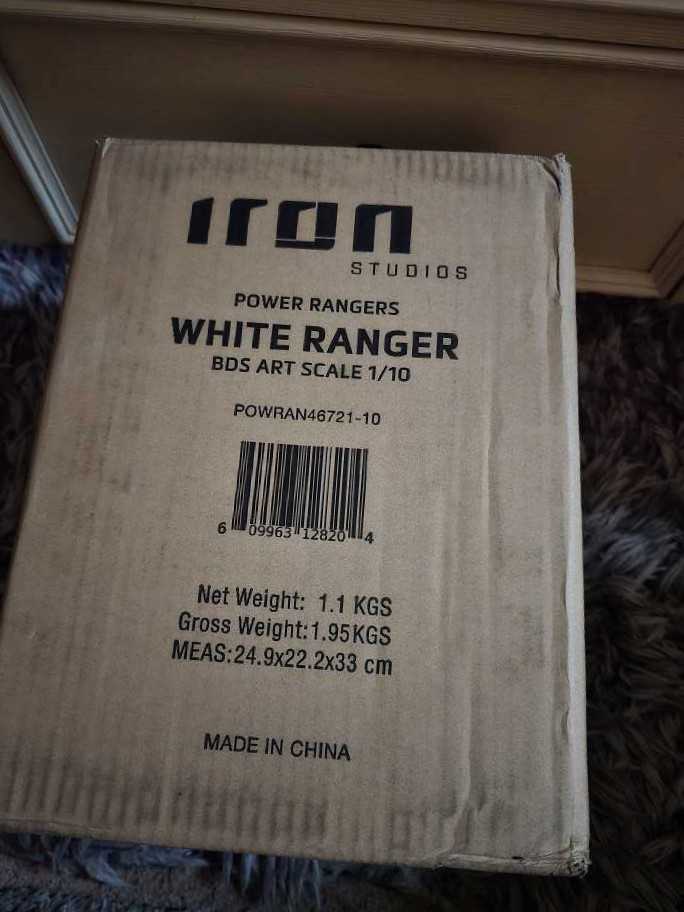 Iron
STUDIOS
POWER RANGERS
WHITE RANGER
BDS ART SCALE 1/10
POWRAN46721-10
6 09963 12820 4
Net Weight: 1.1 KGS
Gross Weight:1.95KGS
MEAS:24.9x22.2x33 cm
MADE IN CHINA